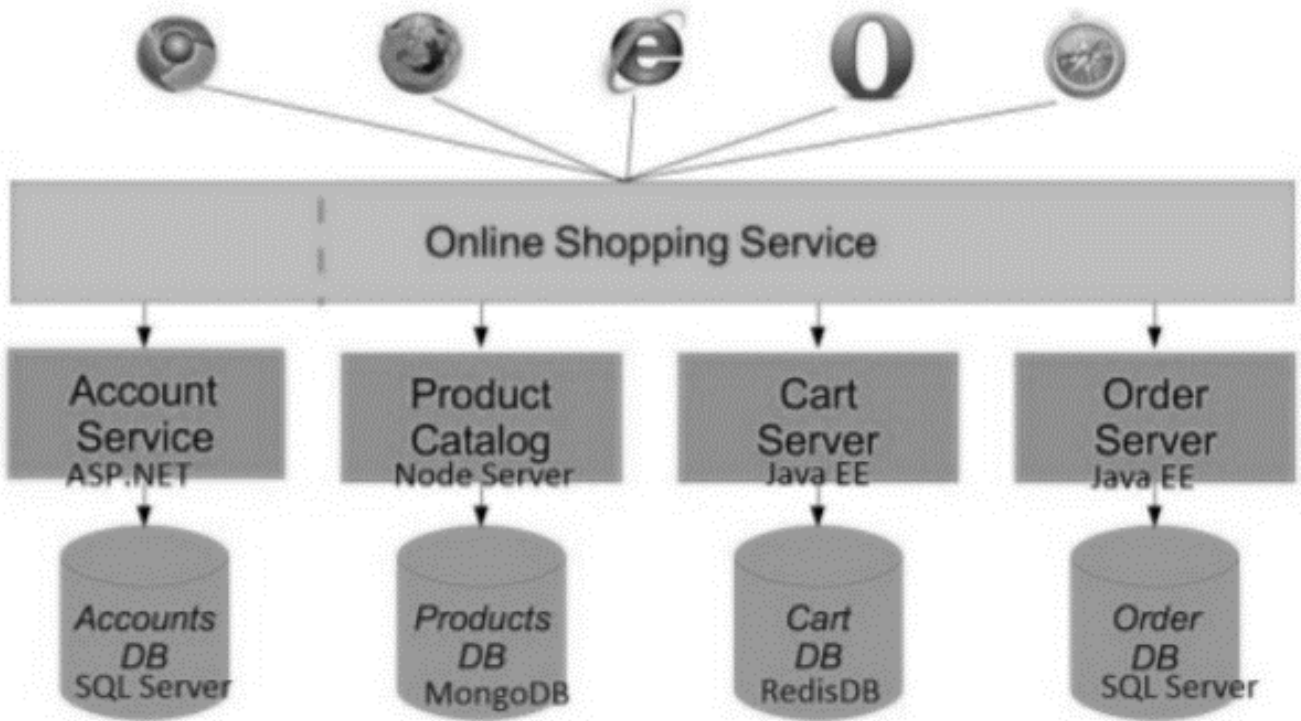 Online Shopping Service
Account
Service
ASP.NET
Product
Catalog
Node Server
Cart
Server
Java EE
Order
Server
Java EE
Accounts
DB
SQL Server
Products
DB
MongoDB
Cart
DB
RedisDB
Order
DB
SQL Server